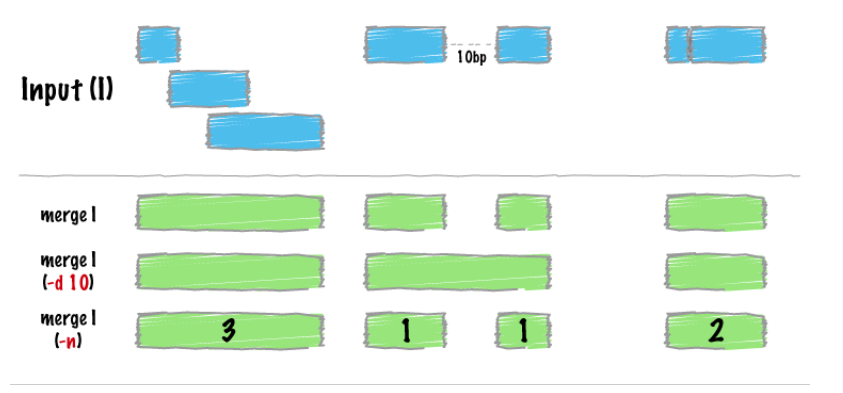 10bp
Input (I)
merge I
merge I
(-d 10)
merge I
(-n)
3
1
1
2